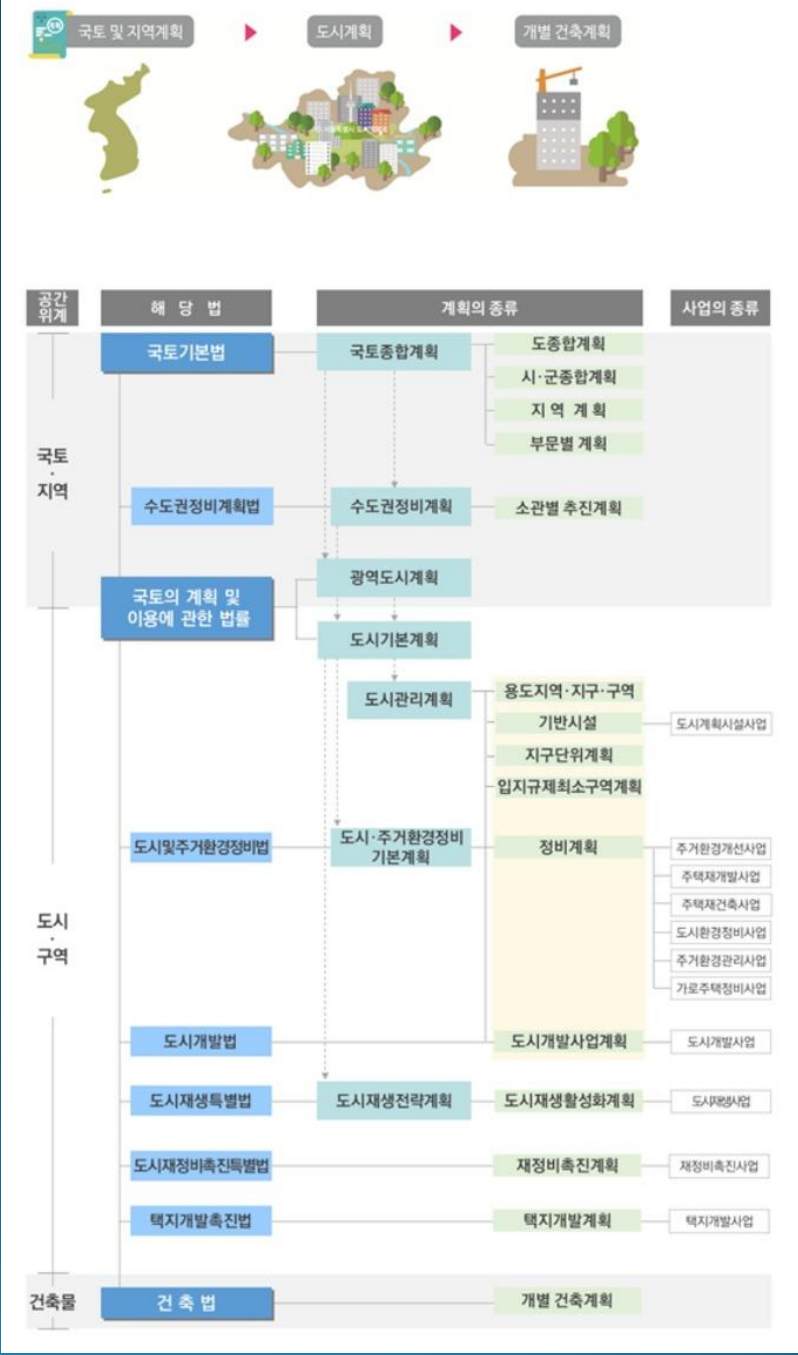 국토 및 지역계획
도시계획
개별 건축계획
공간
위계
해 당 법
계획의 종류
사업의 종류
국토기본법
국토종합계획
도종합계획
시·군종합계획
지 역 계 획
부문별 계획
국토
·
지역
수도권정비계획법
수도권정비계획
소관별 추진계획
국토의 계획 및
이용에 관한 법률
광역도시계획
도시기본계획
도시관리계획
용도지역·지구·구역
기반시설
도시계획시설사업
지구단위계획
입지규제최소구역계획
도시및주거환경정비법
도시·주거환경정비
기본계획
정비계획
주거환경개선사업
주택재개발사업
주택재건축사업
도시환경정비사업
주거환경관리사업
가로주택정비사업
도시
·
구역
도시개발법
도시개발사업계획
도시개발사업
도시재생특별법
도시재생전략계획
도시재생활성화계획
도시재생사업
도시재정비촉진특별법
재정비촉진계획
재정비촉진사업
택지개발촉진법
택지개발계획
택지개발사업
건축물
건 축 법
개별 건축계획